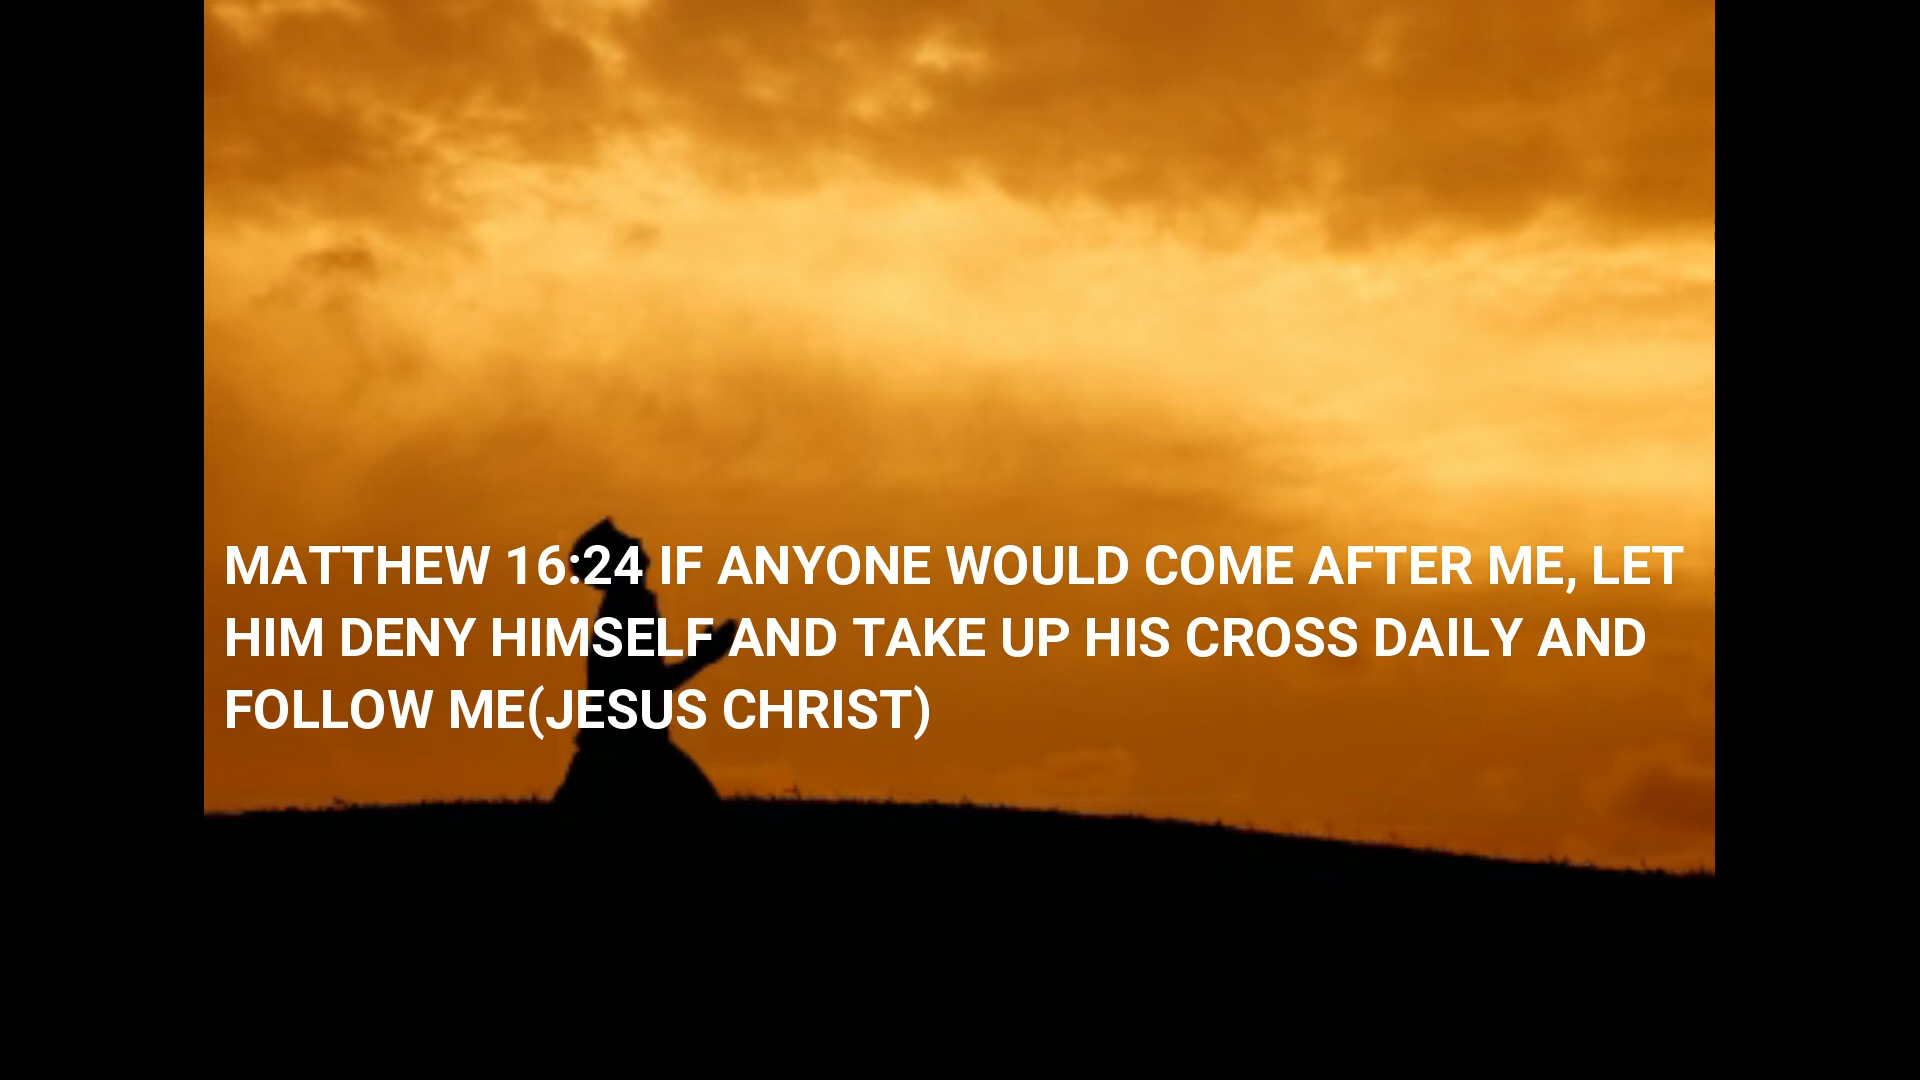 MATTHEW 16:24 IF ANYONE WOULD COME AFTER ME, LET
HIM DENY HIMSELF AND TAKE UP HIS CROSS DAILY AND
FOLLOW ME(JESUS CHRIST)